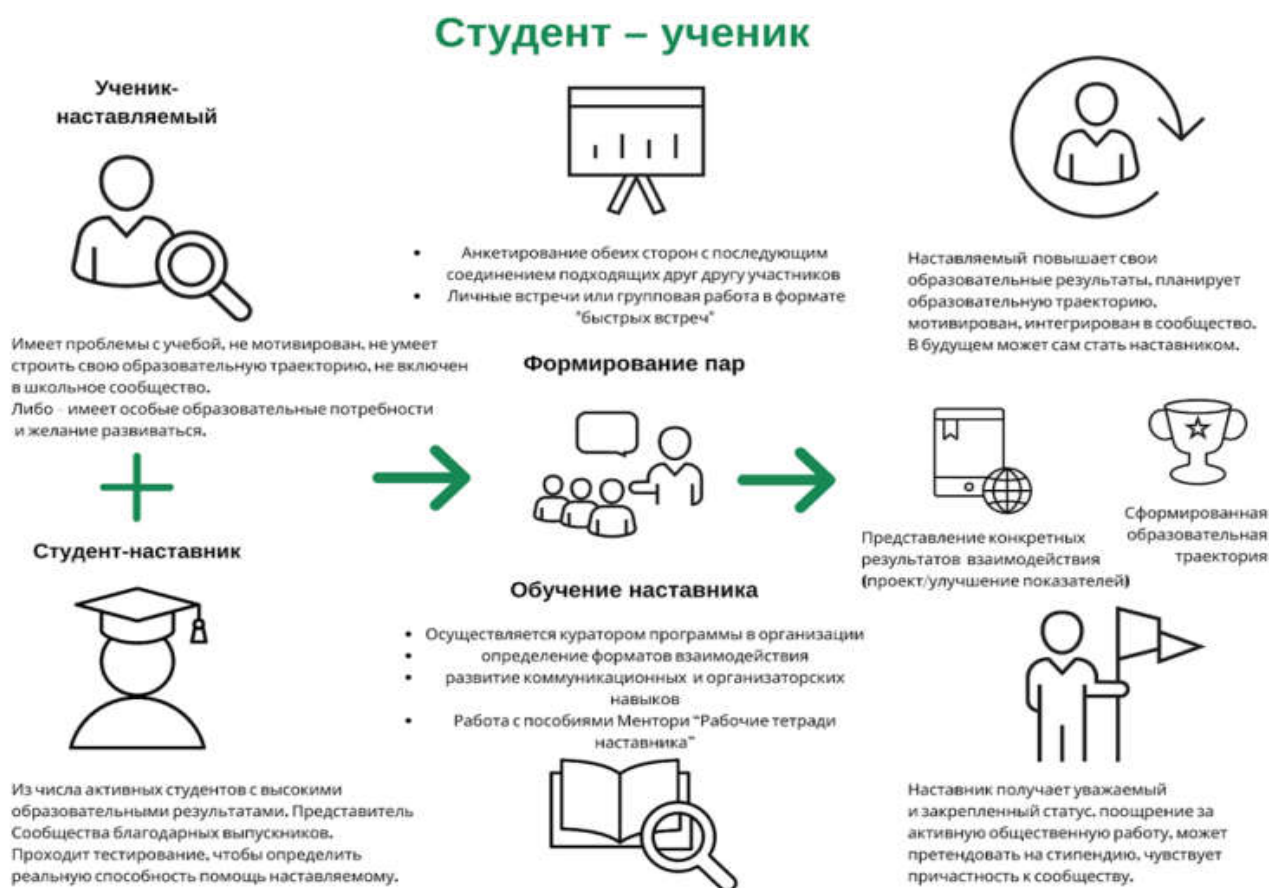 Студент – ученик
Ученик-
наставляемый
Имеет проблемы с учебой, не мотивирован, не умеет
строить свою образовательную траекторию, не включен
в школьное сообщество.
Либо - имеет особые образовательные потребности
и желание развиваться.
Студент-наставник
Из числа активных студентов с высокими
образовательными результатами. Представитель
Сообщества благодарных выпускников.
Проходит тестирование, чтобы определить
реальную способность помощь наставляемому.
• Анкетирование обеих сторон с последующим
соединением подходящих друг другу участников
• Личные встречи или групповая работа в формате
"быстрых встреч"
Формирование пар
Обучение наставника
• Осуществляется куратором программы в организации
• определение форматов взаимодействия
• развитие коммуникационных и организаторских
навыков
• Работа с пособиями Ментори "Рабочие тетради
наставника"
Наставляемый повышает свои
образовательные результаты, планирует
образовательную траекторию,
мотивирован, интегрирован в сообщество.
В будущем может сам стать наставником.
Представление конкретных
результатов взаимодействия
(проект/улучшение показателей)
Сформированная
образовательная
траектория
Наставник получает уважаемый
и закрепленный статус, поощрение за
активную общественную работу, может
претендовать на стипендию, чувствует
причастность к сообществу.